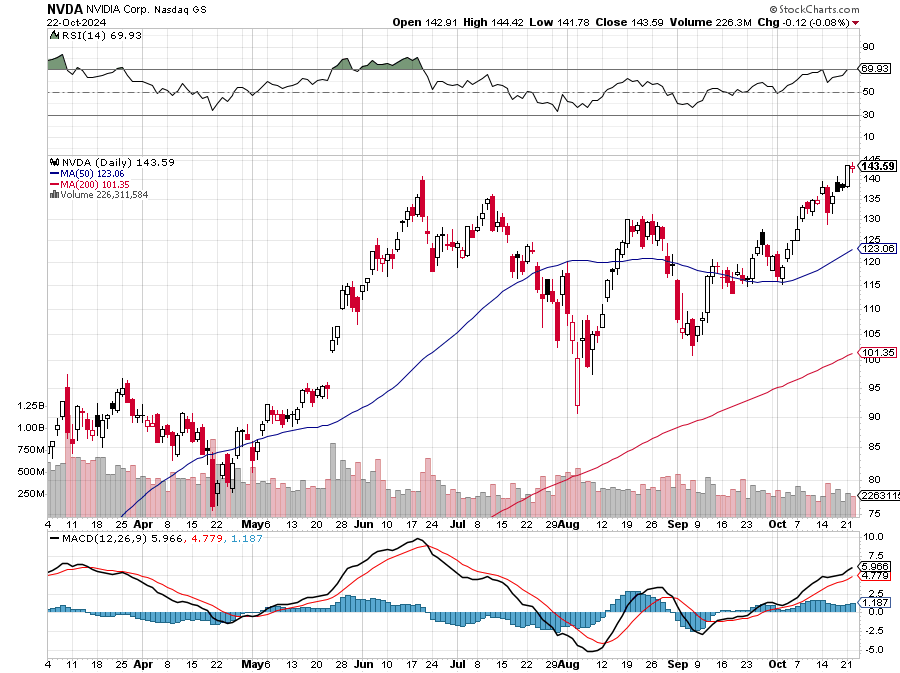 NVDA NVIDIA Corp. Nasdaq GS
© StockCharts.com
22-Oct-2024
Open 142.91 High 144.42 Low 141.78 Close 143.59 Volume 226.3M Chg -0.12 (-0.08%)
RSI(14) 69.93
90
69.93
50
30
10
NVDA (Daily) 143.59
MA(50) 123.06
MA(200) 101.35
Volume 226,311,584
145
143.59
140
135
130
125
123.06
120
115
110
105
101.35
100
95
90
85
80
75
1.25B
1.00B
750M
500M
250M
2263115
4 11 18 25 Apr 8 15 22 May 6 13 20 28 Jun 10 17 24 Jul 8 15 22 29 Aug 12 19 26 Sep 9 16 23 Oct 7 14 21
MACD(12,26,9) 5.966, 4.779, 1.187
10.0
7.5
5.966
4.779
2.5
1.187
0.0
-2.5
-5.0
4 11 18 25 Apr 8 15 22 May 6 13 20 28 Jun 10 17 24 Jul 8 15 22 29 Aug 12 19 26 Sep 9 16 23 Oct 7 14 21